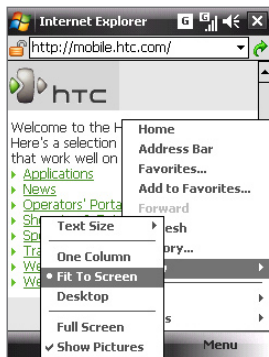 Internet Explorer
G
G
http://mobile.htc.com/
htc
Welcome to the H
Here's a selection
that work well on
Applications
News
Operators' Porta
Home
Address Bar
Favorites...
Add to Favorites...
Forward
esh
ory...
s
Text Size
One Column
Fit To Screen
Desktop
Full Screen
Show Pictures
Menu